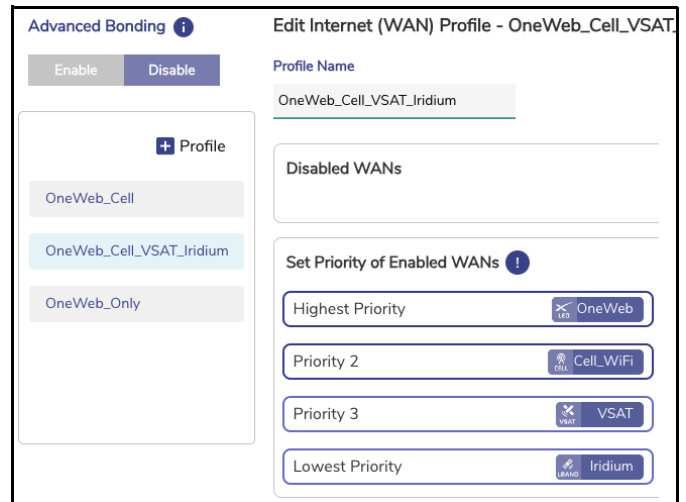 Advanced Bonding i
Enable Disable
+ Profile
OneWeb_Cell
OneWeb_Cell_VSAT_Iridium
OneWeb_Only
Edit Internet (WAN) Profile - OneWeb_Cell_VSAT_
Profile Name
OneWeb_Cell_VSAT_Iridium
Disabled WANs
Set Priority of Enabled WANs !
Highest Priority LEO OneWeb
Priority 2 CELL Cell_WiFi
Priority 3 VSAT VSAT
Lowest Priority LBAND Iridium